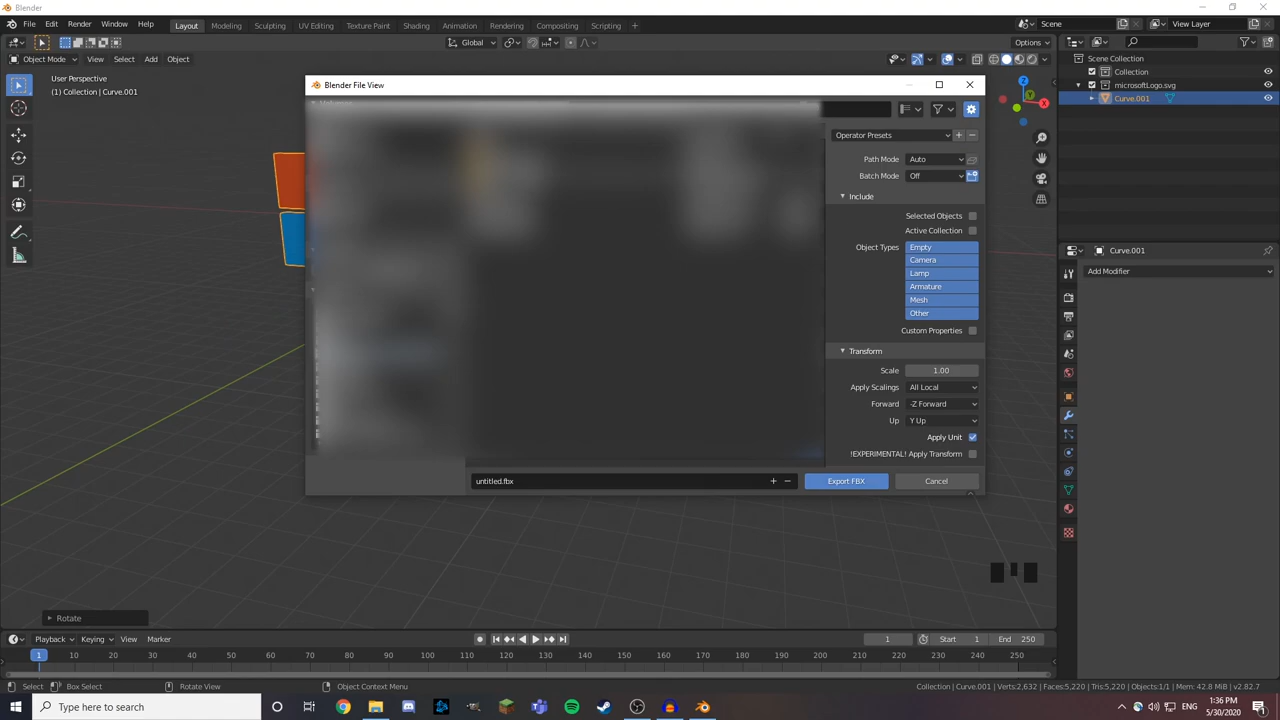 Blender
File Edit Render Window Help Layout Modeling Sculpting UV Editing Texture Paint Shading Animation Rendering Compositing Scripting + Scene View Layer
Global Options
Object Mode View Select Add Object
User Perspective
(1) Collection | Curve.001
Scene Collection
Collection
microsoftLogo.svg
Curve.001
Z
Y
X
Blender File View
Operator Presets
Path Mode Auto
Batch Mode Off
Include
Selected Objects
Active Collection
Object Types Empty
Camera
Lamp
Armature
Mesh
Other
Custom Properties
Transform
Scale 1.00
Apply Scalings All Local
Forward -Z Forward
Up Y Up
Apply Unit
!EXPERIMENTAL! Apply Transform
untitled.fbx + − Export FBX Cancel
Curve.001
Add Modifier
Rotate
Playback Keying View Marker 1 Start 1 End 250
1 10 20 30 40 50 60 70 80 90 100 110 120 130 140 150 160 170 180 190 200 210 220 230 240 250
Select Box Select Rotate View Object Context Menu Collection | Curve.001 | Verts:2,632 | Faces:5,220 | Tris:5,220 | Objects:1/1 | Mem: 42.8 MiB | v2.82.7
Type here to search
ENG
1:36 PM
5/30/2020